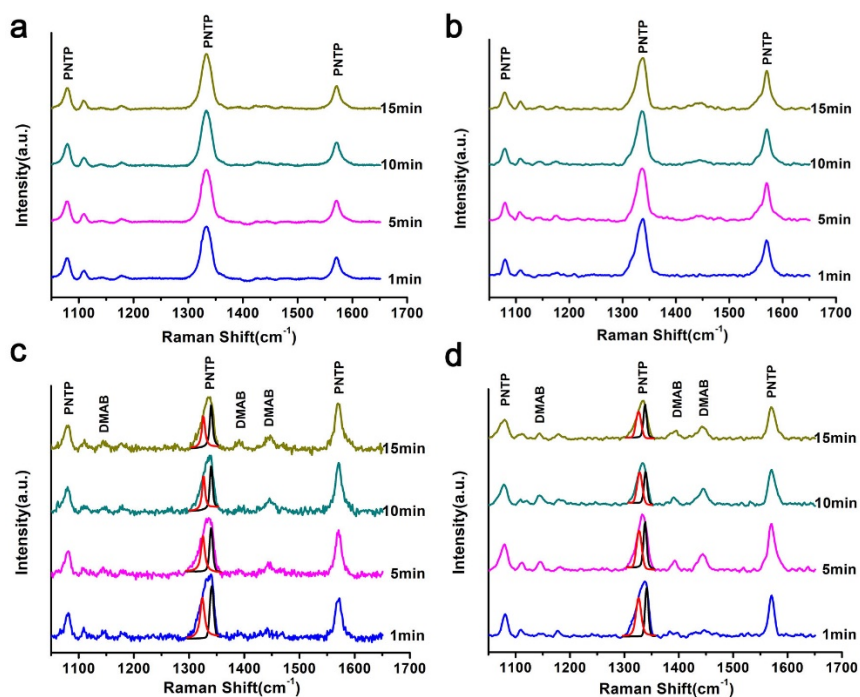 a
PNTP
PNTP
PNTP
15min
10min
5min
1min
Intensity(a.u.)
1100 1200 1300 1400 1500 1600 1700
Raman Shift(cm⁻¹)
b
PNTP
PNTP
PNTP
15min
10min
5min
1min
Intensity(a.u.)
1100 1200 1300 1400 1500 1600 1700
Raman Shift(cm⁻¹)
c
PNTP
DMAB
PNTP
DMAB
DMAB
PNTP
15min
10min
5min
1min
Intensity(a.u.)
1100 1200 1300 1400 1500 1600 1700
Raman Shift(cm⁻¹)
d
PNTP
DMAB
PNTP
DMAB
DMAB
PNTP
15min
10min
5min
1min
Intensity(a.u.)
1100 1200 1300 1400 1500 1600 1700
Raman Shift(cm⁻¹)